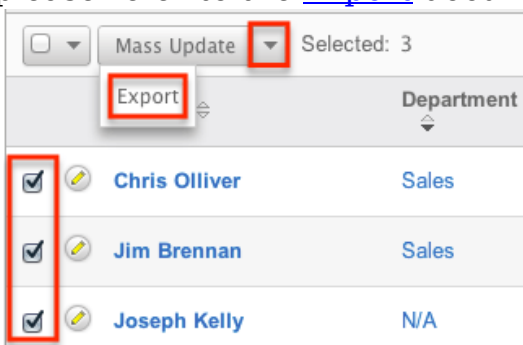 Mass Update Selected: 3
Export
Department
Chris Olliver Sales
Jim Brennan Sales
Joseph Kelly N/A